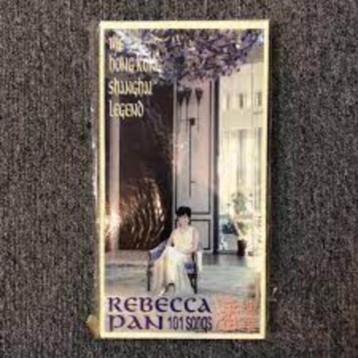 The
Hong Kong
Shanghai
Legend
REBECCA
PAN 101 songs